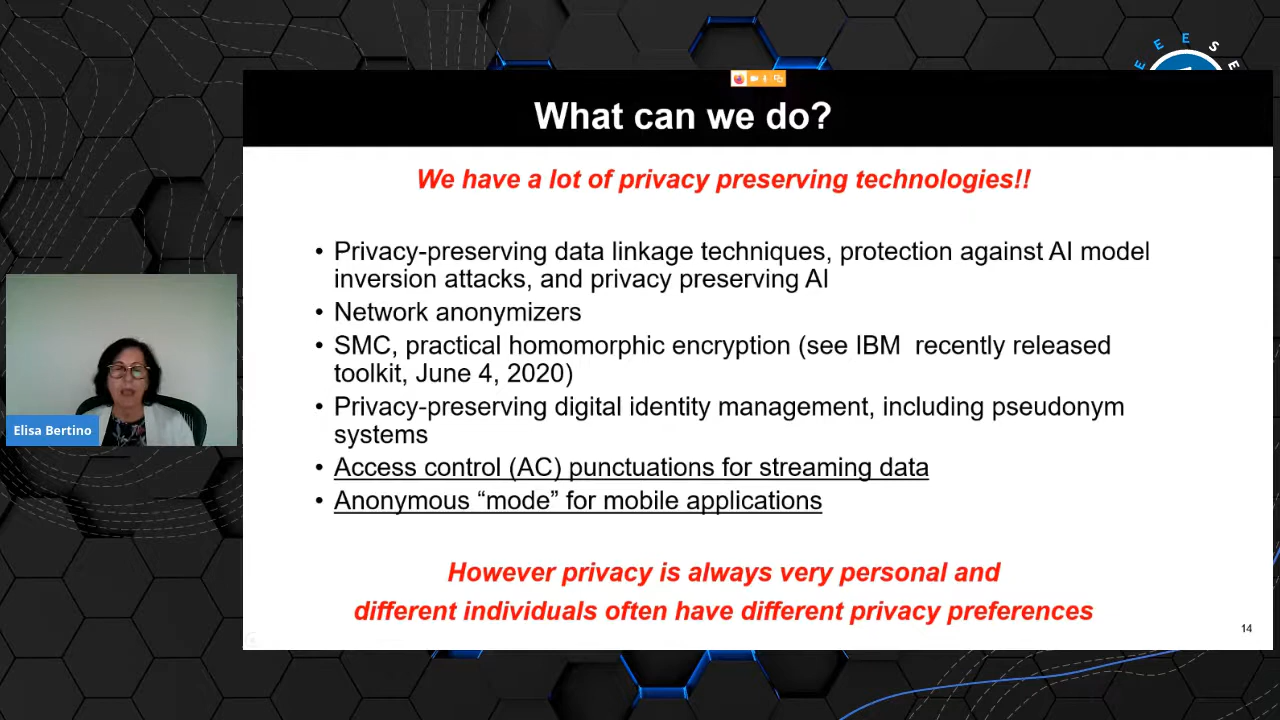 E E E S E
What can we do?
We have a lot of privacy preserving technologies!!
• Privacy-preserving data linkage techniques, protection against AI model
inversion attacks, and privacy preserving AI
• Network anonymizers
• SMC, practical homomorphic encryption (see IBM recently released
toolkit, June 4, 2020)
• Privacy-preserving digital identity management, including pseudonym
systems
• Access control (AC) punctuations for streaming data
• Anonymous “mode” for mobile applications
However privacy is always very personal and
different individuals often have different privacy preferences
14
Elisa Bertino